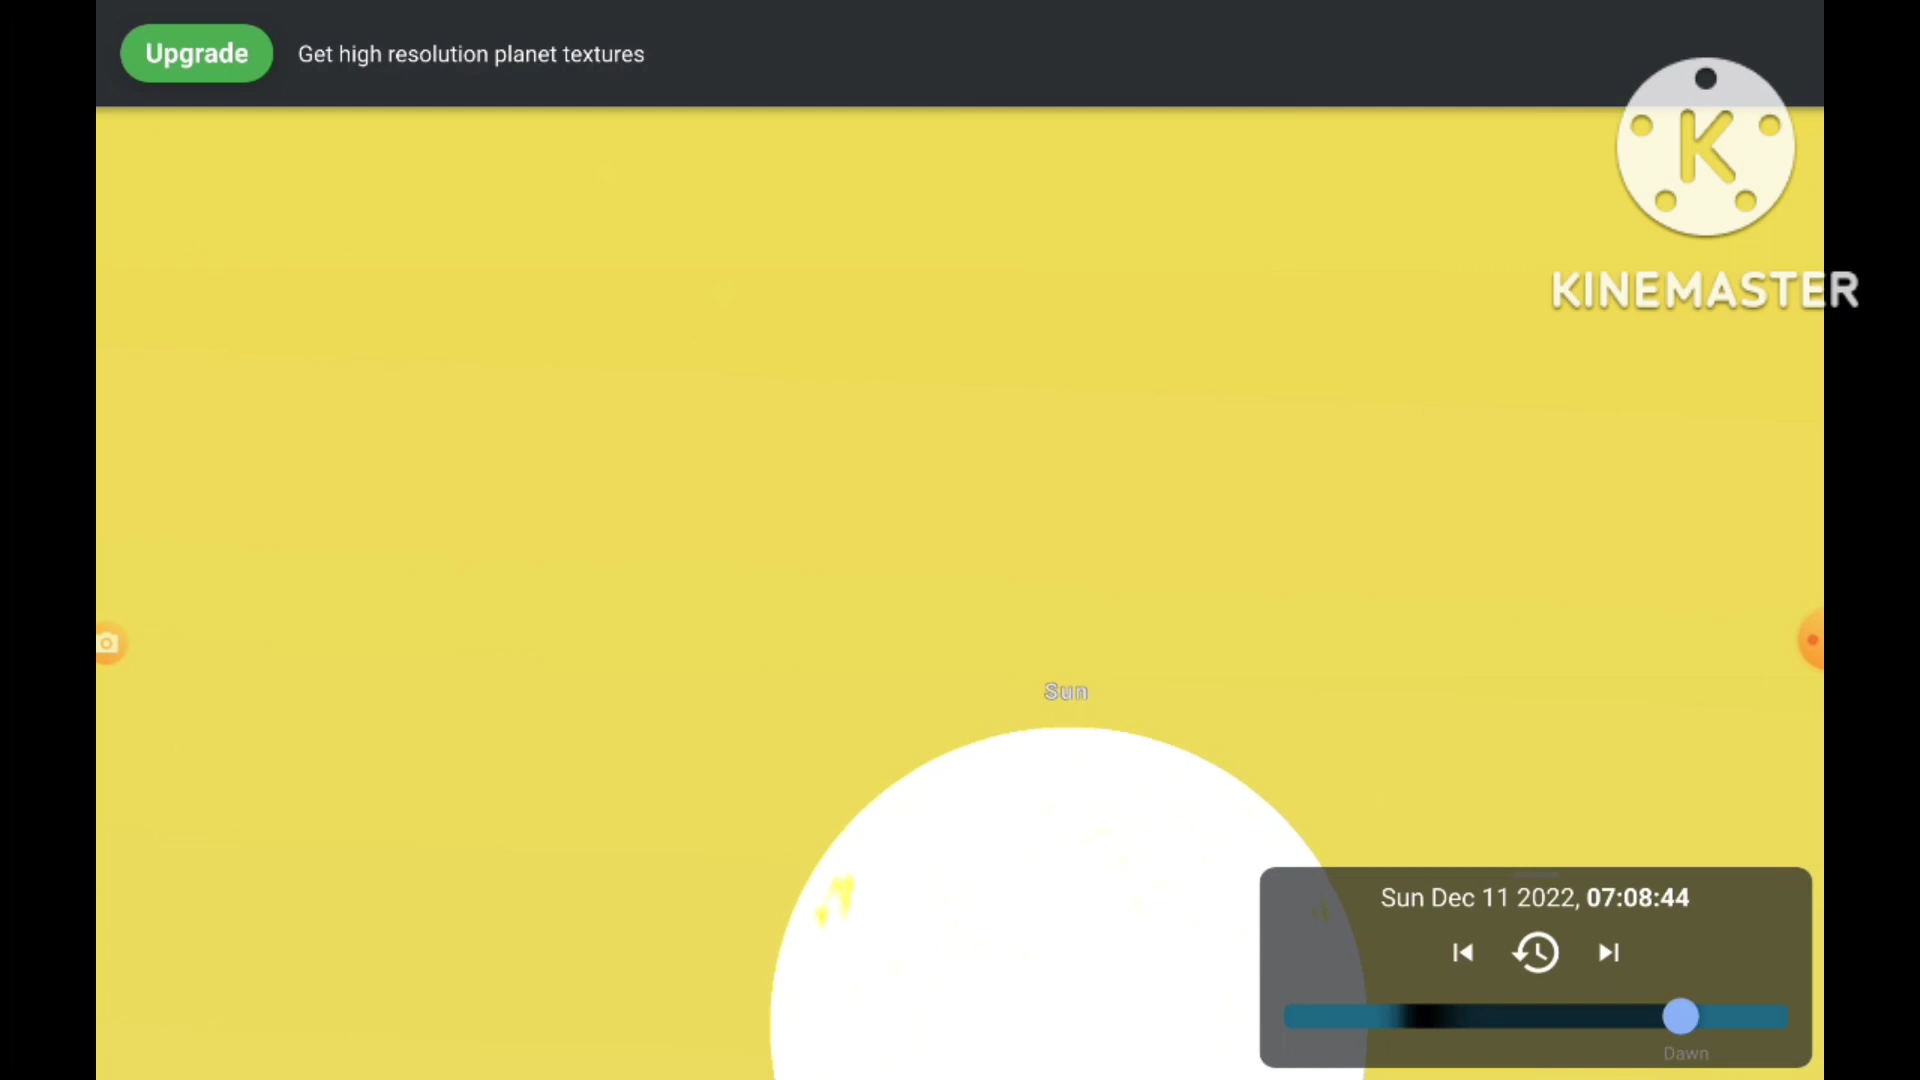 Upgrade Get high resolution planet textures
K
KINEMASTER
Sun
Sun Dec 11 2022, 07:08:44
Dawn